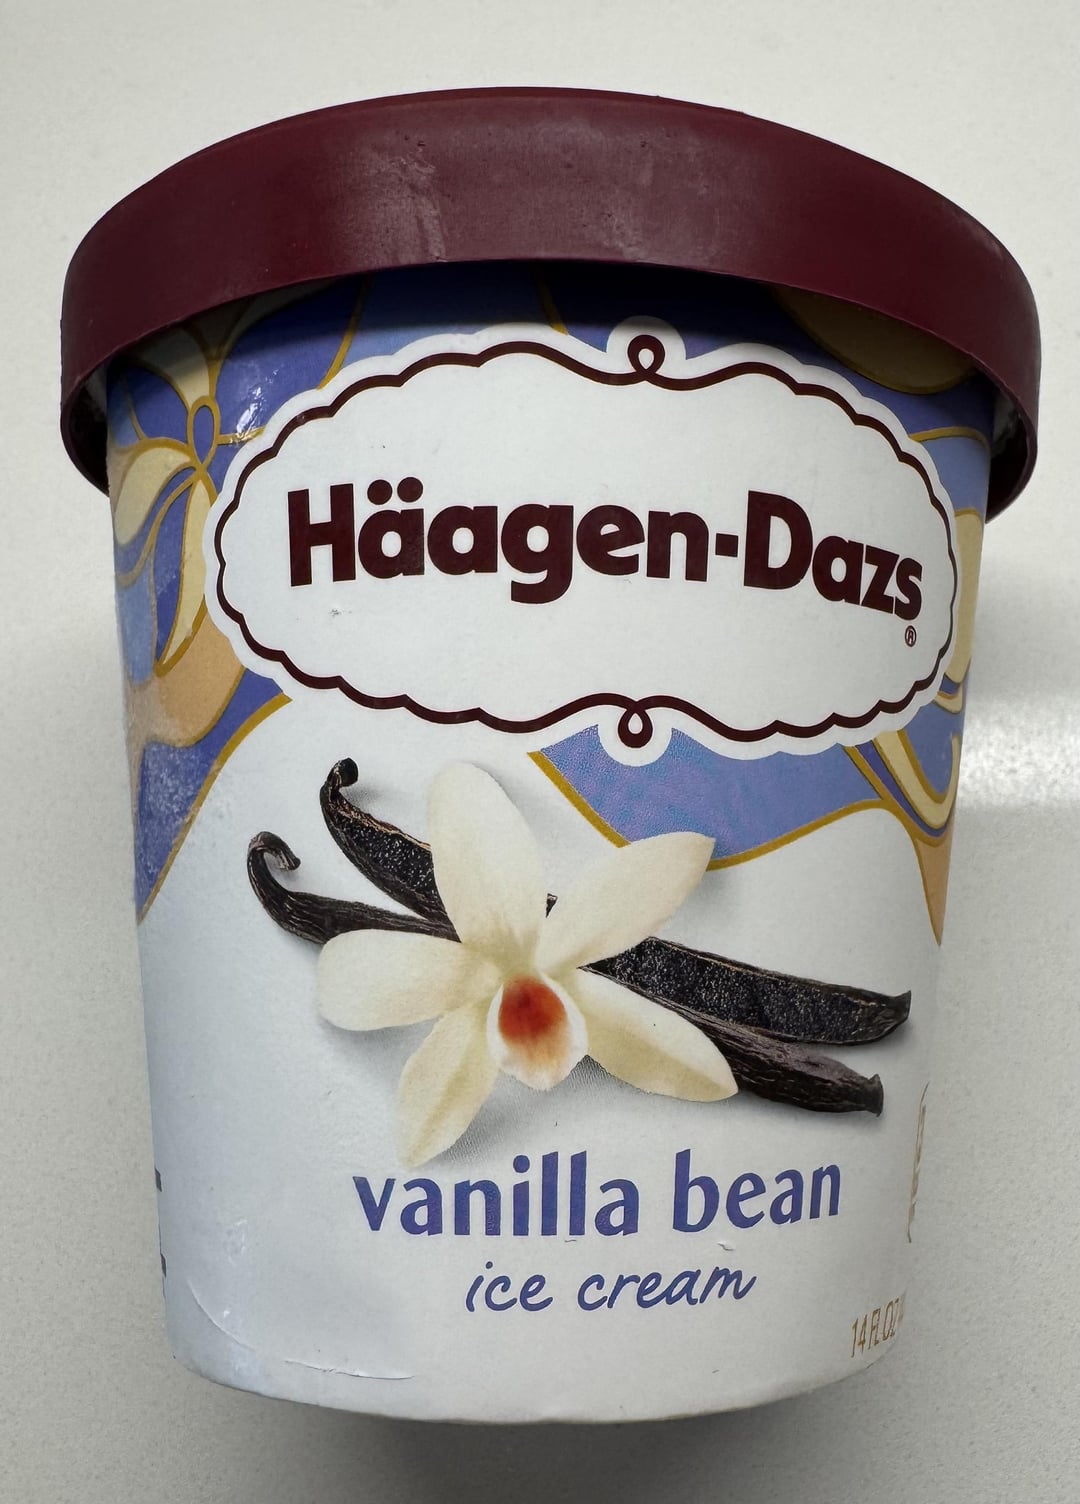 Häagen-Dazs
®
vanilla bean
ice cream
14 FL OZ